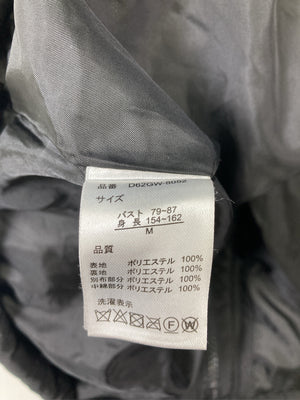 品番 D62GW-8082
サイズ
バスト 79~87
身長 154~162
M
品質
表地 ポリエステル 100%
裏地 ポリエステル 100%
別布部分 ポリエステル 100%
中綿部分 ポリエステル 100%
洗濯表示
F W